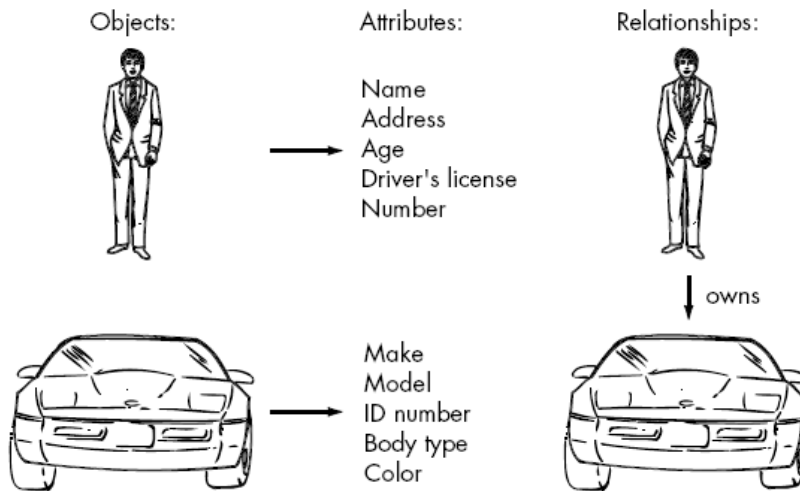 Objects:
Attributes:
Relationships:
Name
Address
Age
Driver's license
Number
owns
Make
Model
ID number
Body type
Color